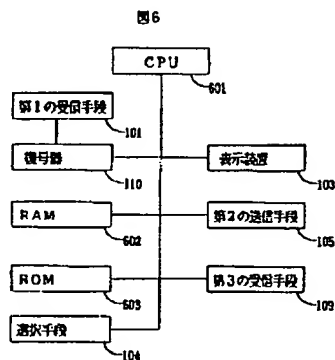 図6
CPU
601
第1の受信手段
101
復号器
110
表示装置
103
RAM
602
第2の送信手段
105
ROM
603
第3の受信手段
109
選択手段
104